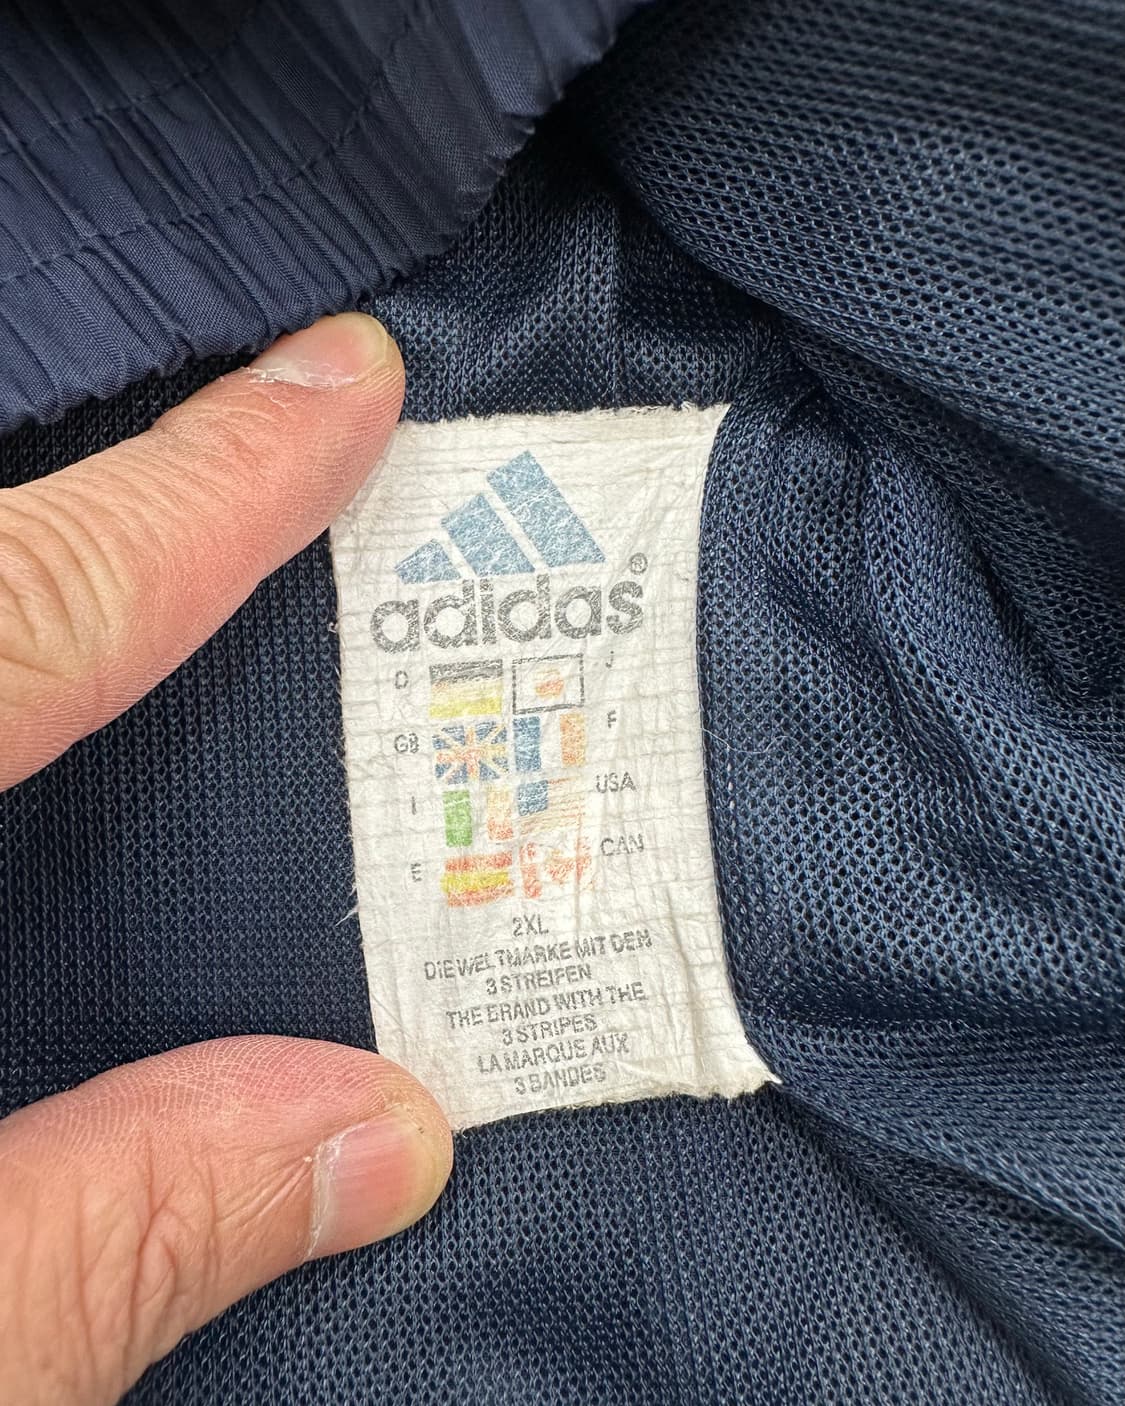 adidas®
D J
GB F
I USA
E CAN
2XL
DIE WELTMARKE MIT DEN
3 STREIFEN
THE BRAND WITH THE
3 STRIPES
LA MARQUE AUX
3 BANDES